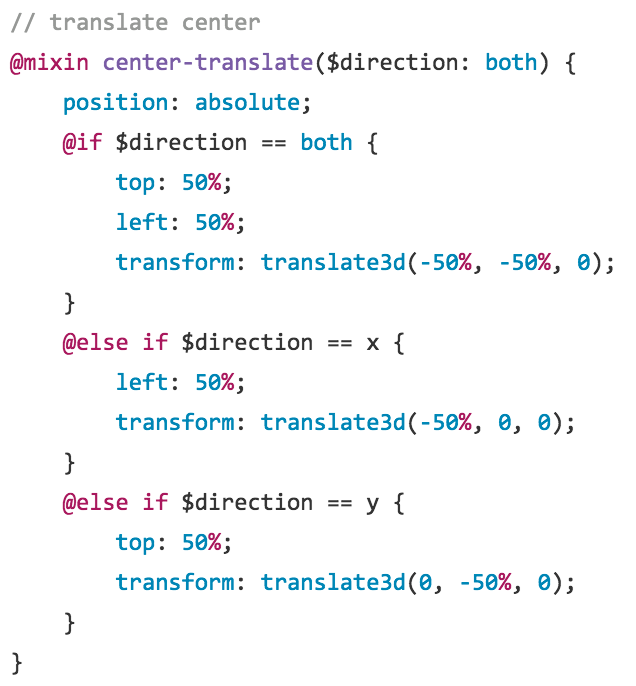 // translate center
@mixin center-translate($direction: both) {
    position: absolute;
    @if $direction == both {
        top: 50%;
        left: 50%;
        transform: translate3d(-50%, -50%, 0);
    }
    @else if $direction == x {
        left: 50%;
        transform: translate3d(-50%, 0, 0);
    }
    @else if $direction == y {
        top: 50%;
        transform: translate3d(0, -50%, 0);
    }
}